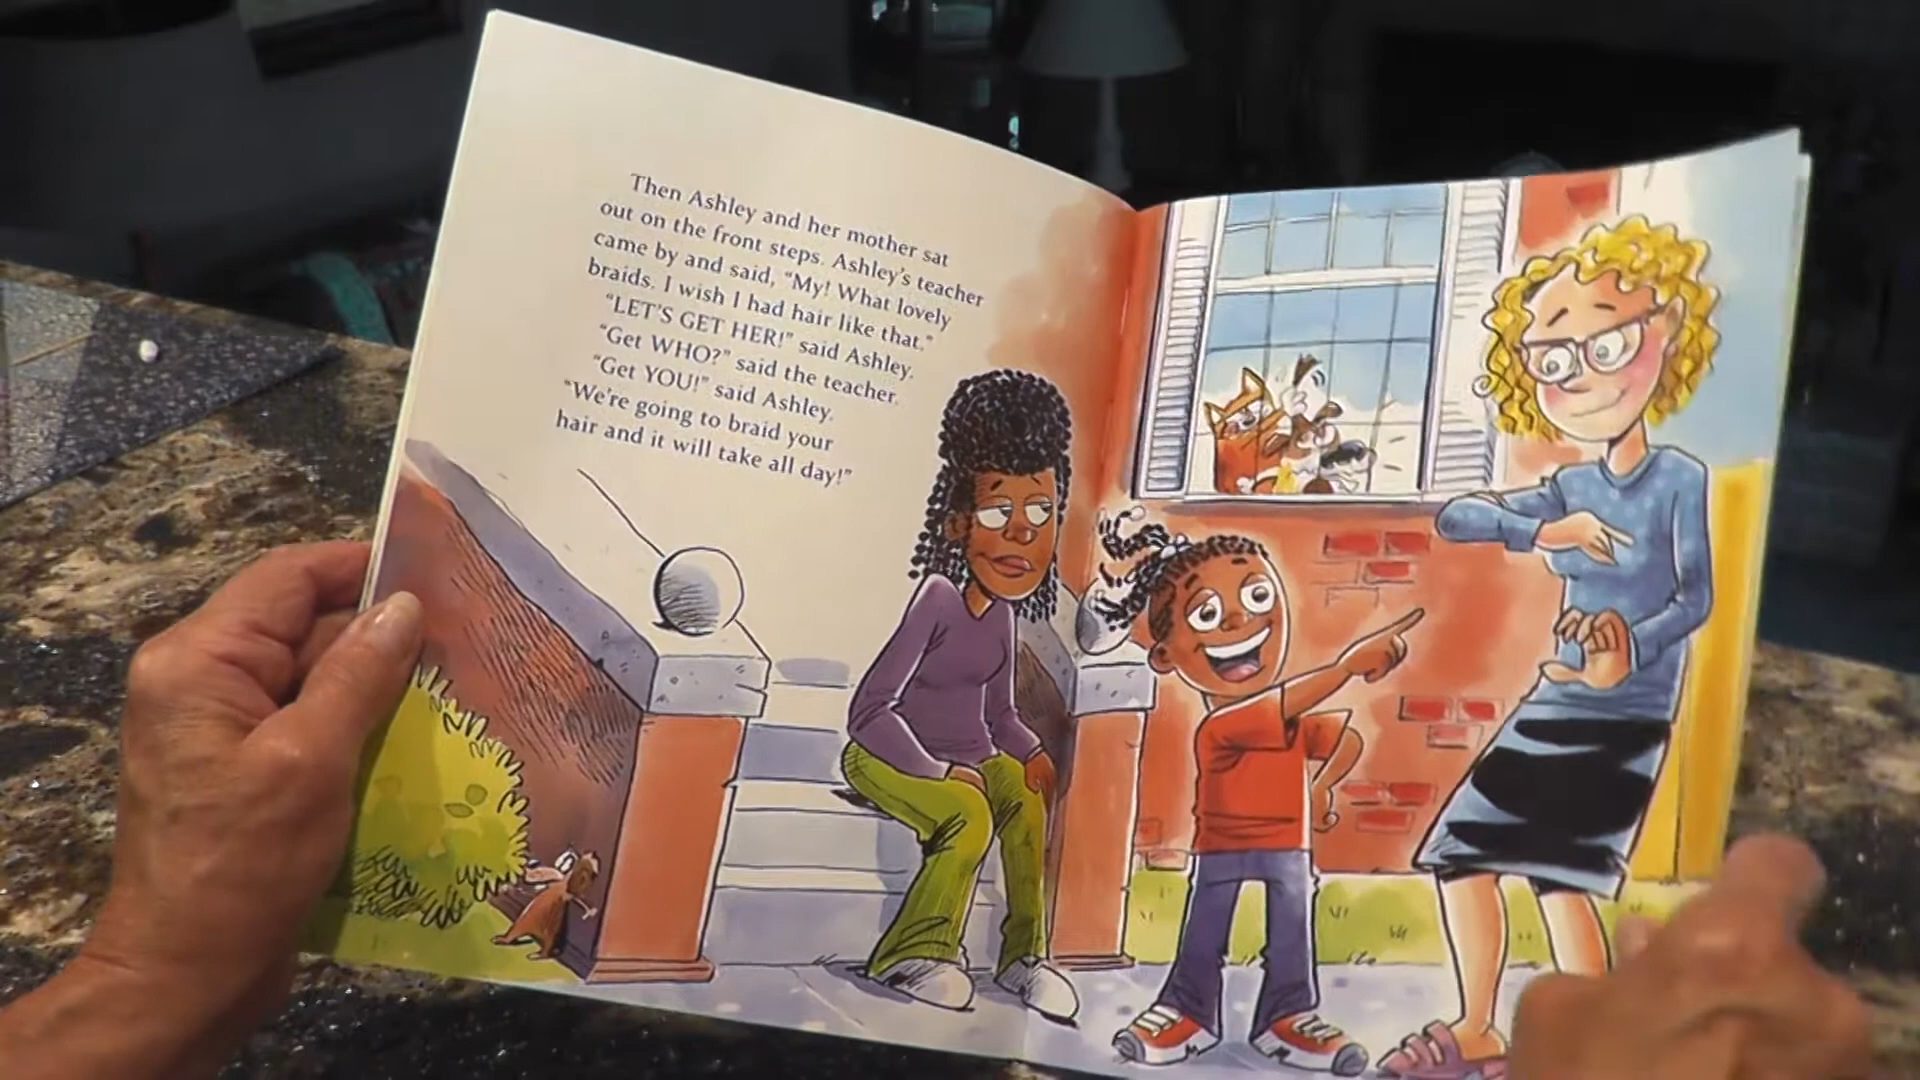 Then Ashley and her mother sat
out on the front steps. Ashley's teacher
came by and said, “My! What lovely
braids. I wish I had hair like that.”
“LET'S GET HER!” said Ashley.
“Get WHO?” said the teacher.
“Get YOU!” said Ashley.
“We're going to braid your
hair and it will take all day!”